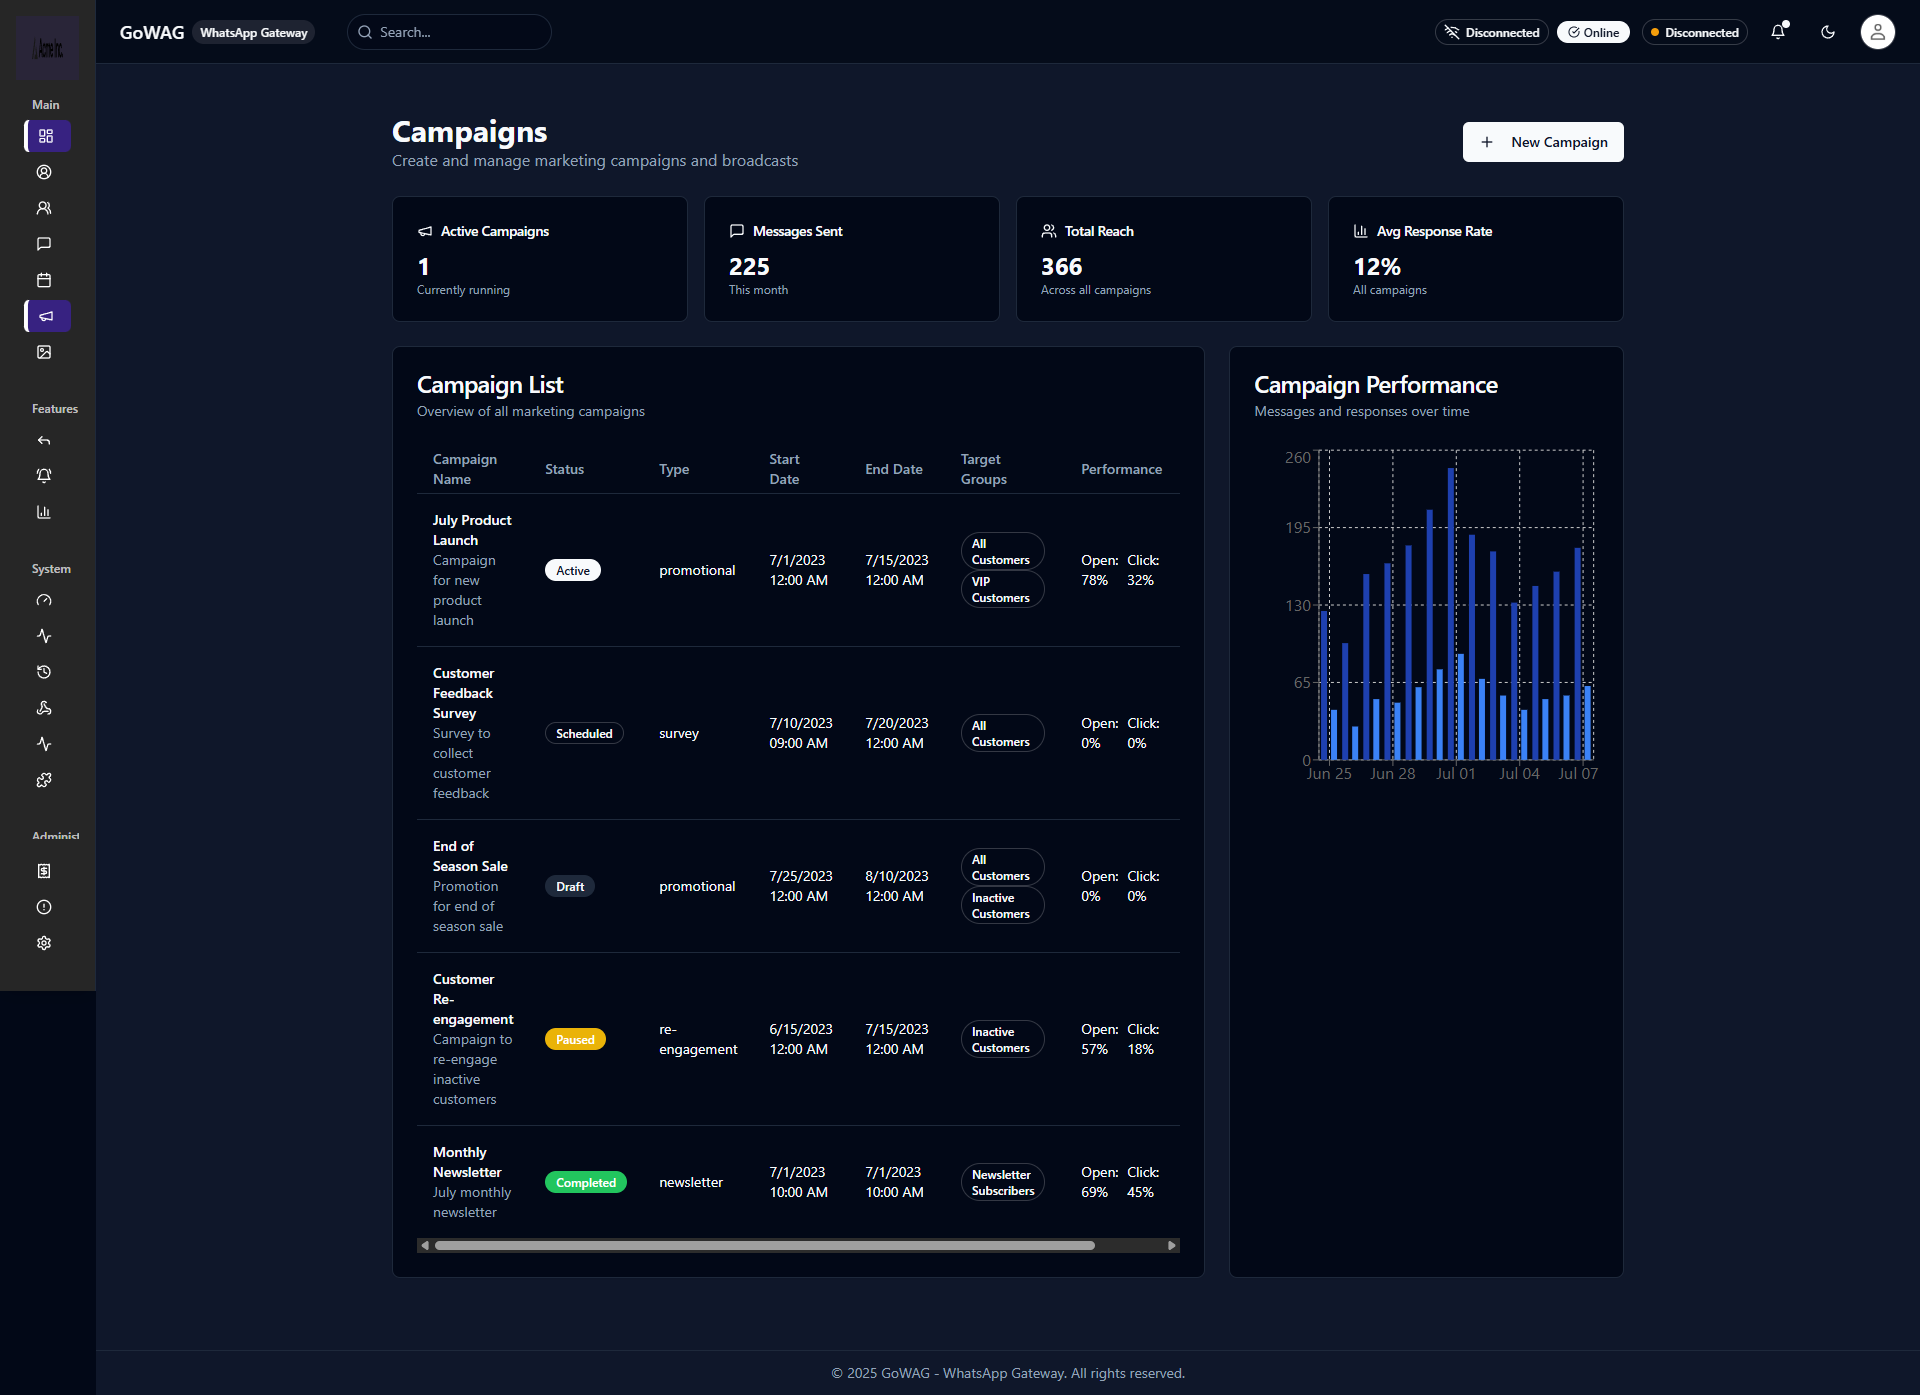 GoWAG
WhatsApp Gateway
Search...
Disconnected
Online
Disconnected
Acme Inc.
Main
Features
System
Administ
Campaigns
Create and manage marketing campaigns and broadcasts
New Campaign
Active Campaigns
1
Currently running
Messages Sent
225
This month
Total Reach
366
Across all campaigns
Avg Response Rate
12%
All campaigns
Campaign List
Overview of all marketing campaigns
Campaign
Name
Status
Type
Start
Date
End Date
Target
Groups
Performance
July Product
Launch
Campaign
for new
product
launch
Active
promotional
7/1/2023
12:00 AM
7/15/2023
12:00 AM
All
Customers
VIP
Customers
Open:
78%
Click:
32%
Customer
Feedback
Survey
Survey to
collect
customer
feedback
Scheduled
survey
7/10/2023
09:00 AM
7/20/2023
12:00 AM
All
Customers
Open:
0%
Click:
0%
End of
Season Sale
Promotion
for end of
season sale
Draft
promotional
7/25/2023
12:00 AM
8/10/2023
12:00 AM
All
Customers
Inactive
Customers
Open:
0%
Click:
0%
Customer
Re-
engagement
Campaign to
re-engage
inactive
customers
Paused
re-
engagement
6/15/2023
12:00 AM
7/15/2023
12:00 AM
Inactive
Customers
Open:
57%
Click:
18%
Monthly
Newsletter
July monthly
newsletter
Completed
newsletter
7/1/2023
10:00 AM
7/1/2023
10:00 AM
Newsletter
Subscribers
Open:
69%
Click:
45%
Campaign Performance
Messages and responses over time
260
195
130
65
0
Jun 25
Jun 28
Jul 01
Jul 04
Jul 07
© 2025 GoWAG - WhatsApp Gateway. All rights reserved.